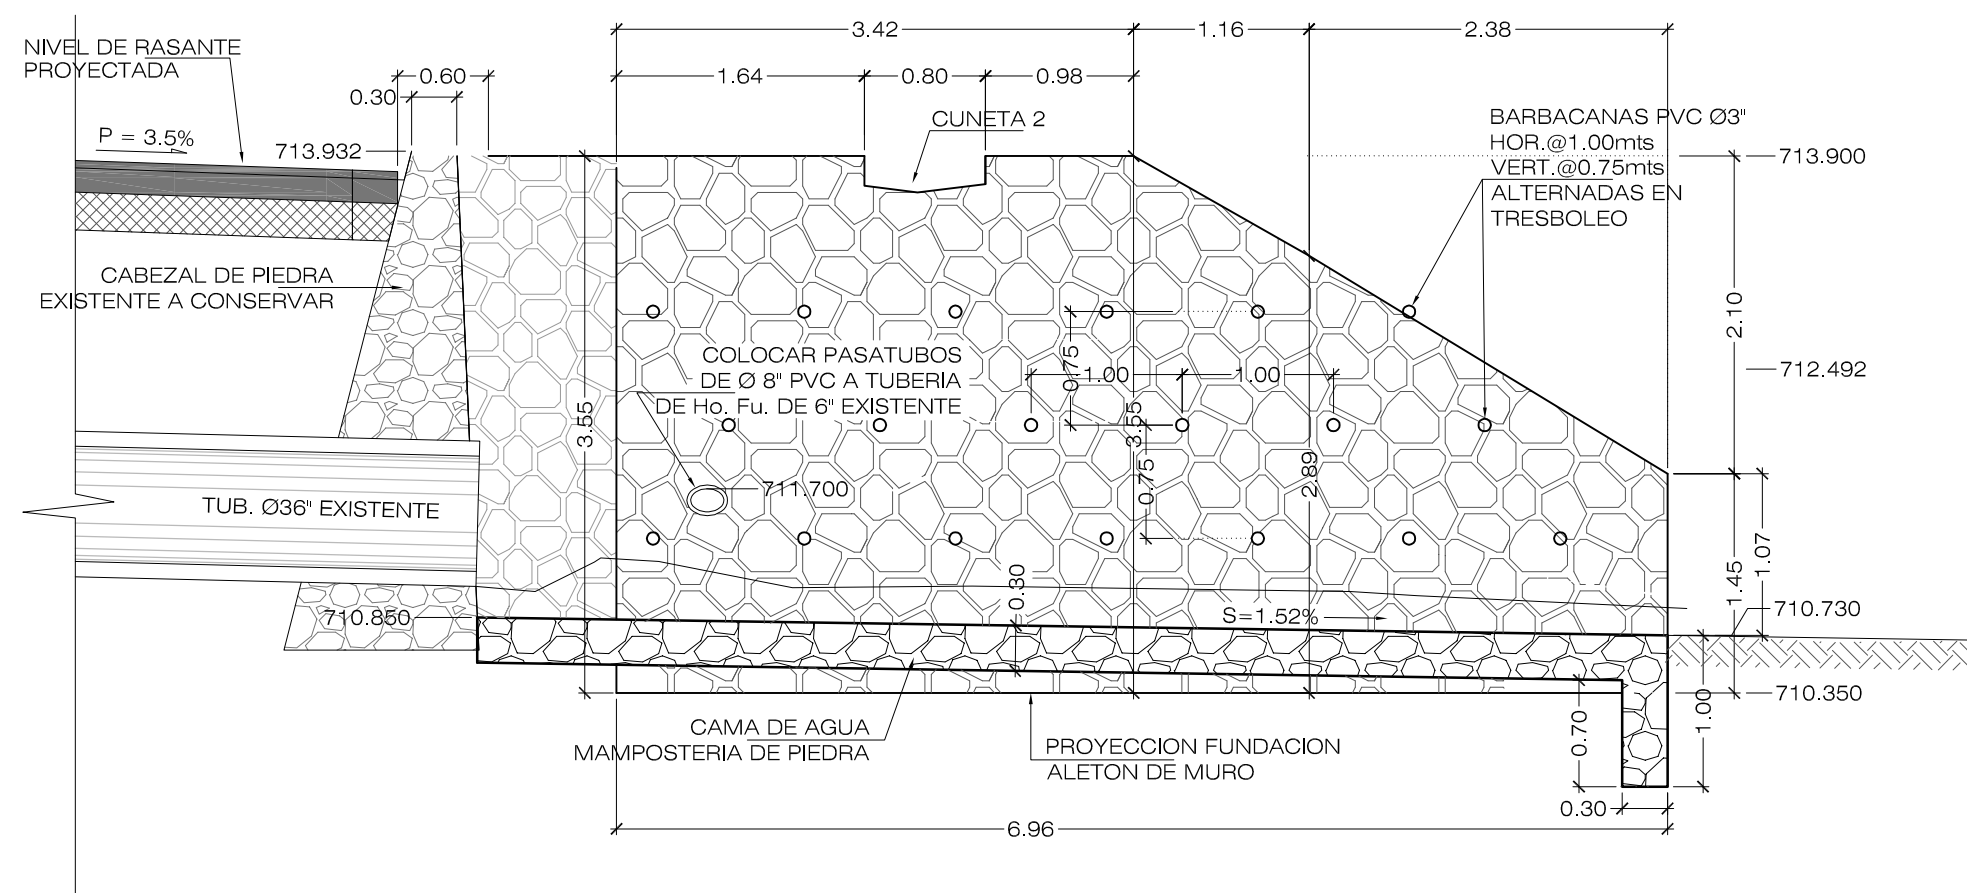 NIVEL DE RASANTE
PROYECTADA
0.60
0.30
P = 3.5%
713.932
3.42
1.16
2.38
1.64
0.80
0.98
CUNETA 2
BARBACANAS PVC Ø3"
HOR.@1.00mts
VERT.@0.75mts
ALTERNADAS EN
TRESBOLEO
713.900
CABEZAL DE PIEDRA
EXISTENTE A CONSERVAR
2.10
712.492
COLOCAR PASATUBOS
DE Ø 8" PVC A TUBERIA
DE Ho. Fu. DE 6" EXISTENTE
0.75
1.00
1.00
3.55
3.55
0.75
2.89
711.700
TUB. Ø36" EXISTENTE
0.30
1.45
1.07
710.850
S=1.52%
710.730
710.350
CAMA DE AGUA
MAMPOSTERIA DE PIEDRA
PROYECCION FUNDACION
ALETON DE MURO
0.70
1.00
0.30
6.96